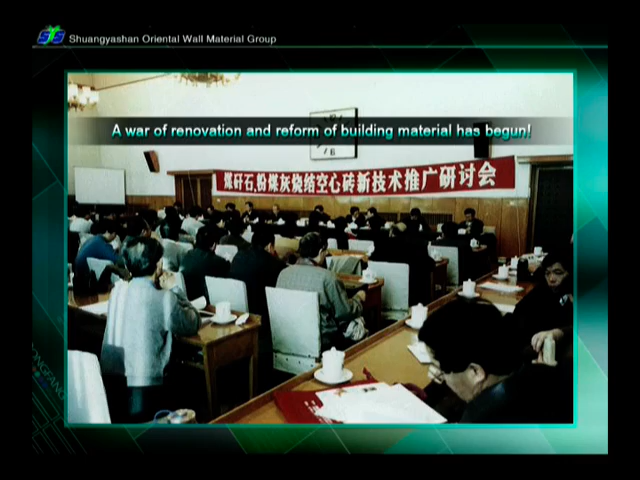 Shuangyashan Oriental Wall Material Group
A war of renovation and reform of building material has begun!
煤矸石,粉煤灰烧结空心砖新技术推广研讨会